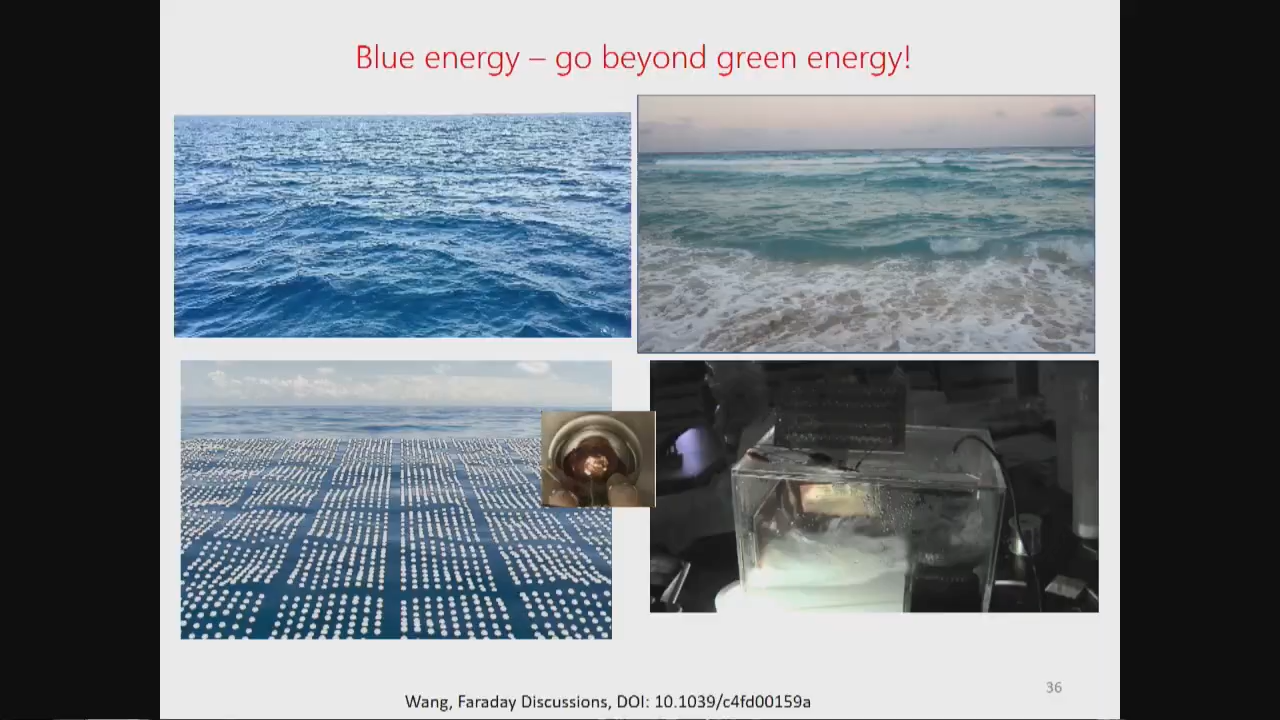 Blue energy – go beyond green energy!
36
Wang, Faraday Discussions, DOI: 10.1039/c4fd00159a